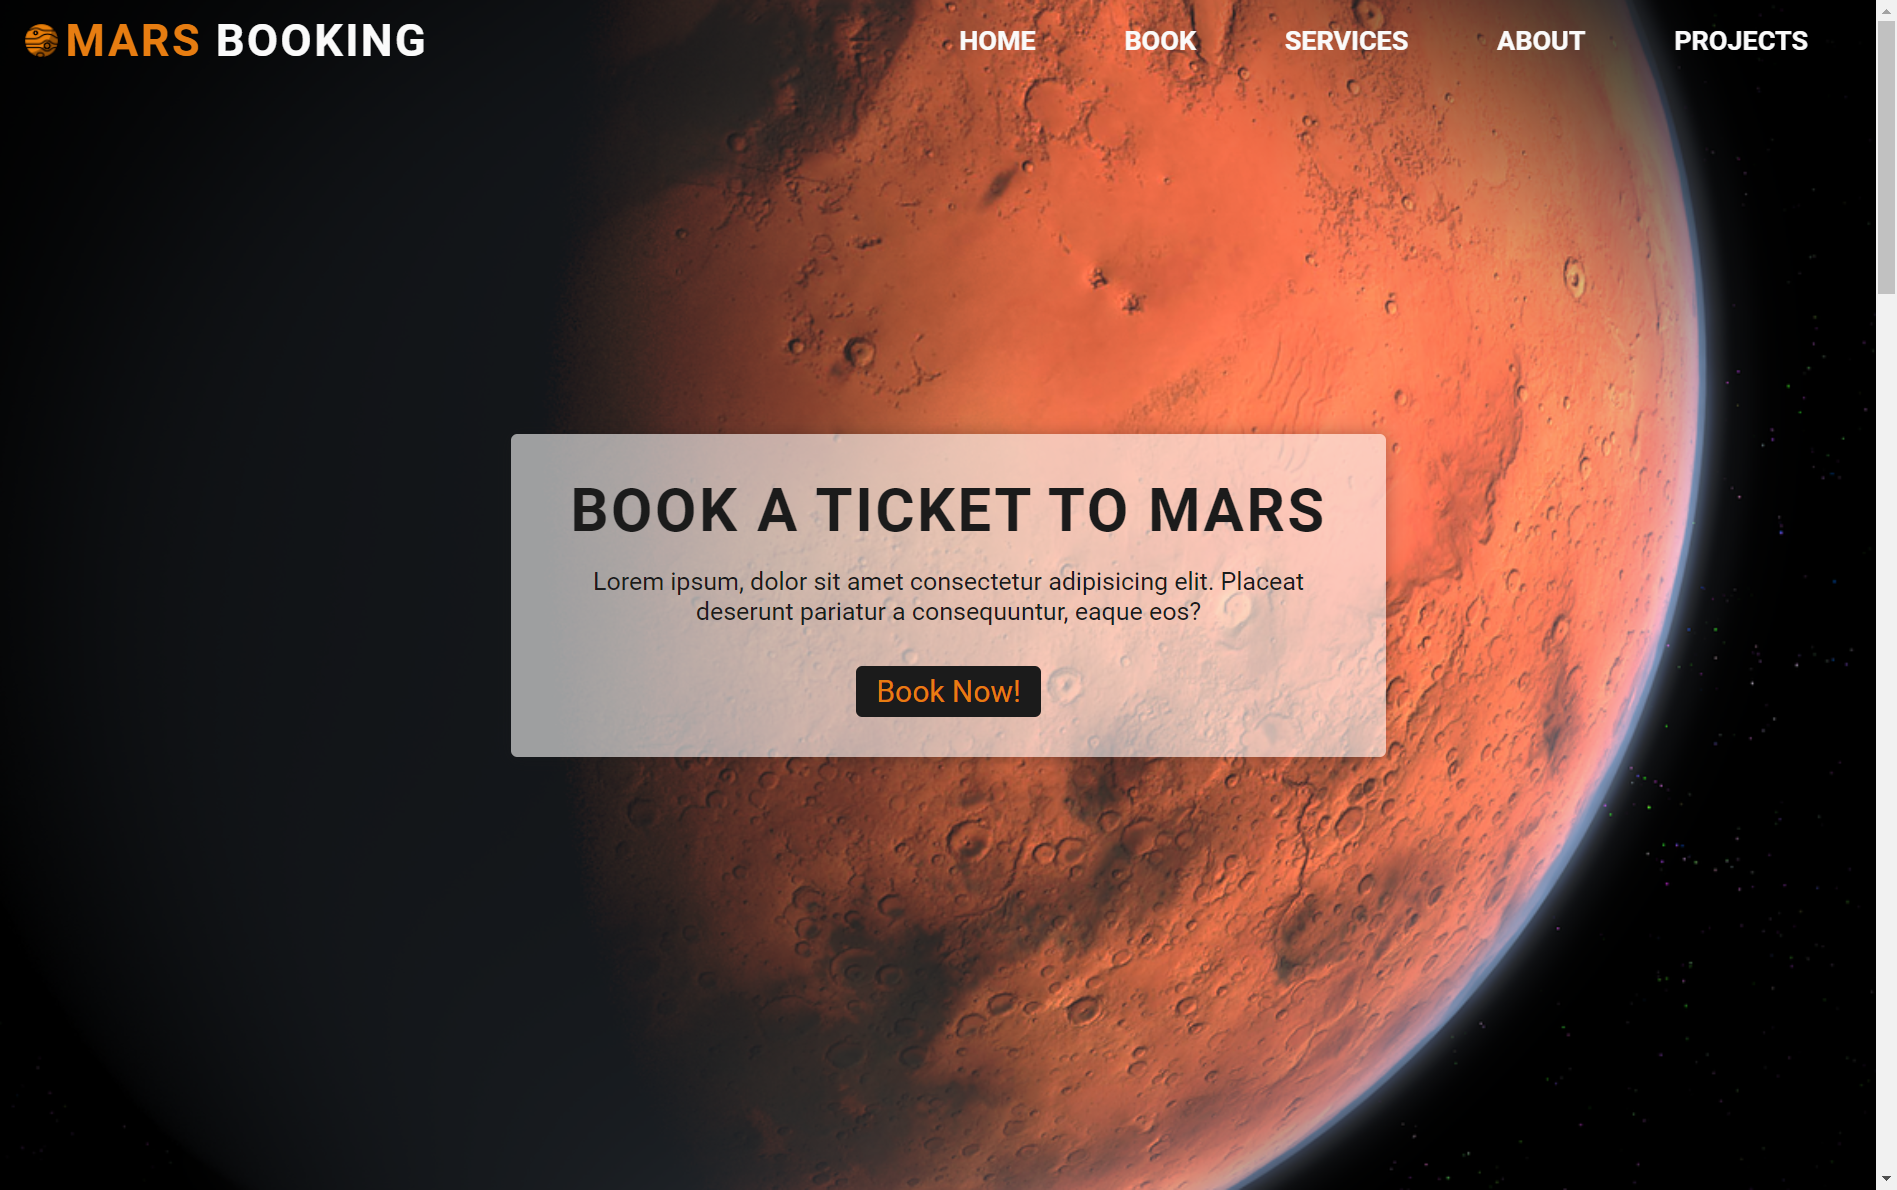 MARS BOOKING
HOME BOOK SERVICES ABOUT PROJECTS
BOOK A TICKET TO MARS
Lorem ipsum, dolor sit amet consectetur adipisicing elit. Placeat
deserunt pariatur a consequuntur, eaque eos?
Book Now!